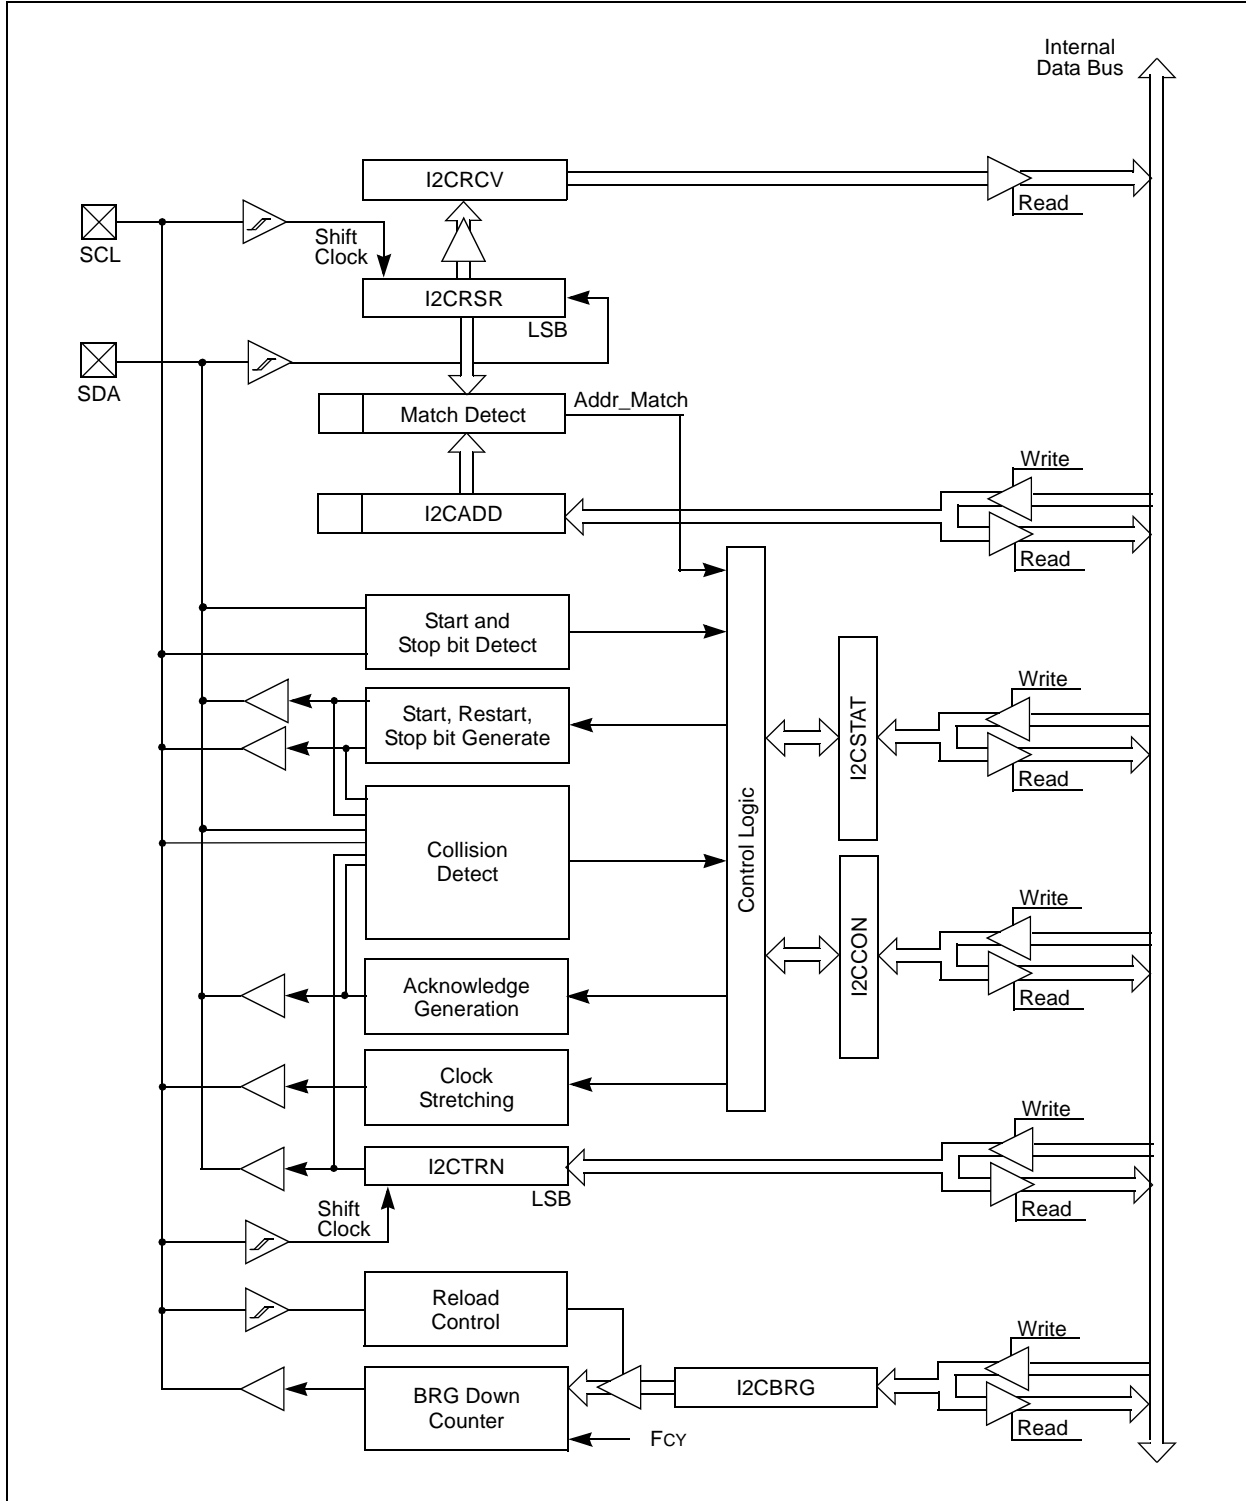 Internal
Data Bus
I2CRCV
Read
SCL
Shift
Clock
I2CRSR
LSB
SDA
Addr_Match
Match Detect
Write
I2CADD
Read
Start and
Stop bit Detect
Write
Start, Restart,
Stop bit Generate
I2CSTAT
Read
Control Logic
Collision
Detect
Write
I2CCON
Acknowledge
Generation
Read
Clock
Stretching
Write
I2CTRN
LSB
Read
Shift
Clock
Reload
Control
Write
BRG Down
Counter
I2CBRG
Read
FCY